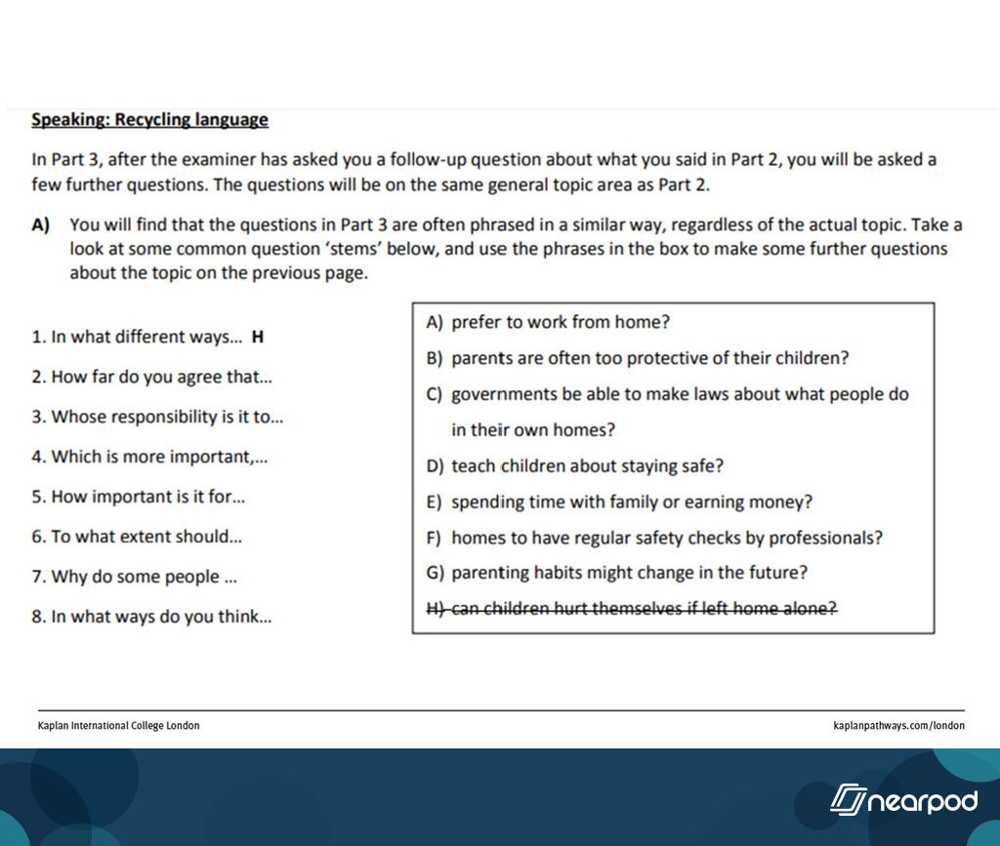 Speaking: Recycling language
In Part 3, after the examiner has asked you a follow-up question about what you said in Part 2, you will be asked a
few further questions. The questions will be on the same general topic area as Part 2.
A) You will find that the questions in Part 3 are often phrased in a similar way, regardless of the actual topic. Take a
look at some common question ‘stems’ below, and use the phrases in the box to make some further questions
about the topic on the previous page.
1. In what different ways... H
2. How far do you agree that...
3. Whose responsibility is it to...
4. Which is more important,...
5. How important is it for...
6. To what extent should...
7. Why do some people ...
8. In what ways do you think...
A) prefer to work from home?
B) parents are often too protective of their children?
C) governments be able to make laws about what people do
in their own homes?
D) teach children about staying safe?
E) spending time with family or earning money?
F) homes to have regular safety checks by professionals?
G) parenting habits might change in the future?
H) can children hurt themselves if left home alone?
Kaplan International College London
kaplanpathways.com/london
nearpod